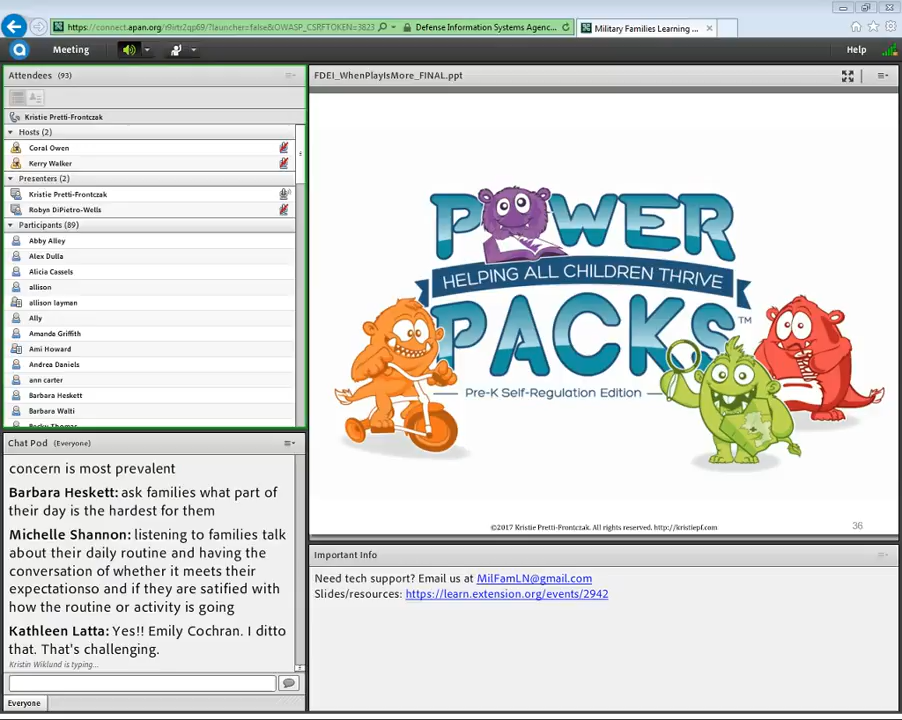 https://connect.apan.org/r9irtz2qp69/?launcher=false&OWASP_CSRFTOKEN=3823
Defense Information Systems Agenc...
Military Families Learning ...
Meeting
Help
Attendees (93)
Kristie Pretti-Frontczak
Hosts (2)
Coral Owen
Kerry Walker
Presenters (2)
Kristie Pretti-Frontczak
Robyn DiPietro-Wells
Participants (89)
Abby Alley
Alex Dulla
Alicia Cassels
allison
allison layman
Ally
Amanda Griffith
Ami Howard
Andrea Daniels
ann carter
Barbara Heskett
Barbara Walti
Becky Thomas
Chat Pod (Everyone)
concern is most prevalent
Barbara Heskett: ask families what part of
their day is the hardest for them
Michelle Shannon: listening to families talk
about their daily routine and having the
conversation of whether it meets their
expectationso and if they are satified with
how the routine or activity is going
Kathleen Latta: Yes!! Emily Cochran. I ditto
that. That's challenging.
Kristin Wiklund is typing...
Everyone
FDEI_WhenPlayIsMore_FINAL.ppt
POWER
HELPING ALL CHILDREN THRIVE
PACKS™
Pre-K Self-Regulation Edition
©2017 Kristie Pretti-Frontczak. All rights reserved. http://kristiepf.com
36
Important Info
Need tech support? Email us at MilFamLN@gmail.com
Slides/resources: https://learn.extension.org/events/2942